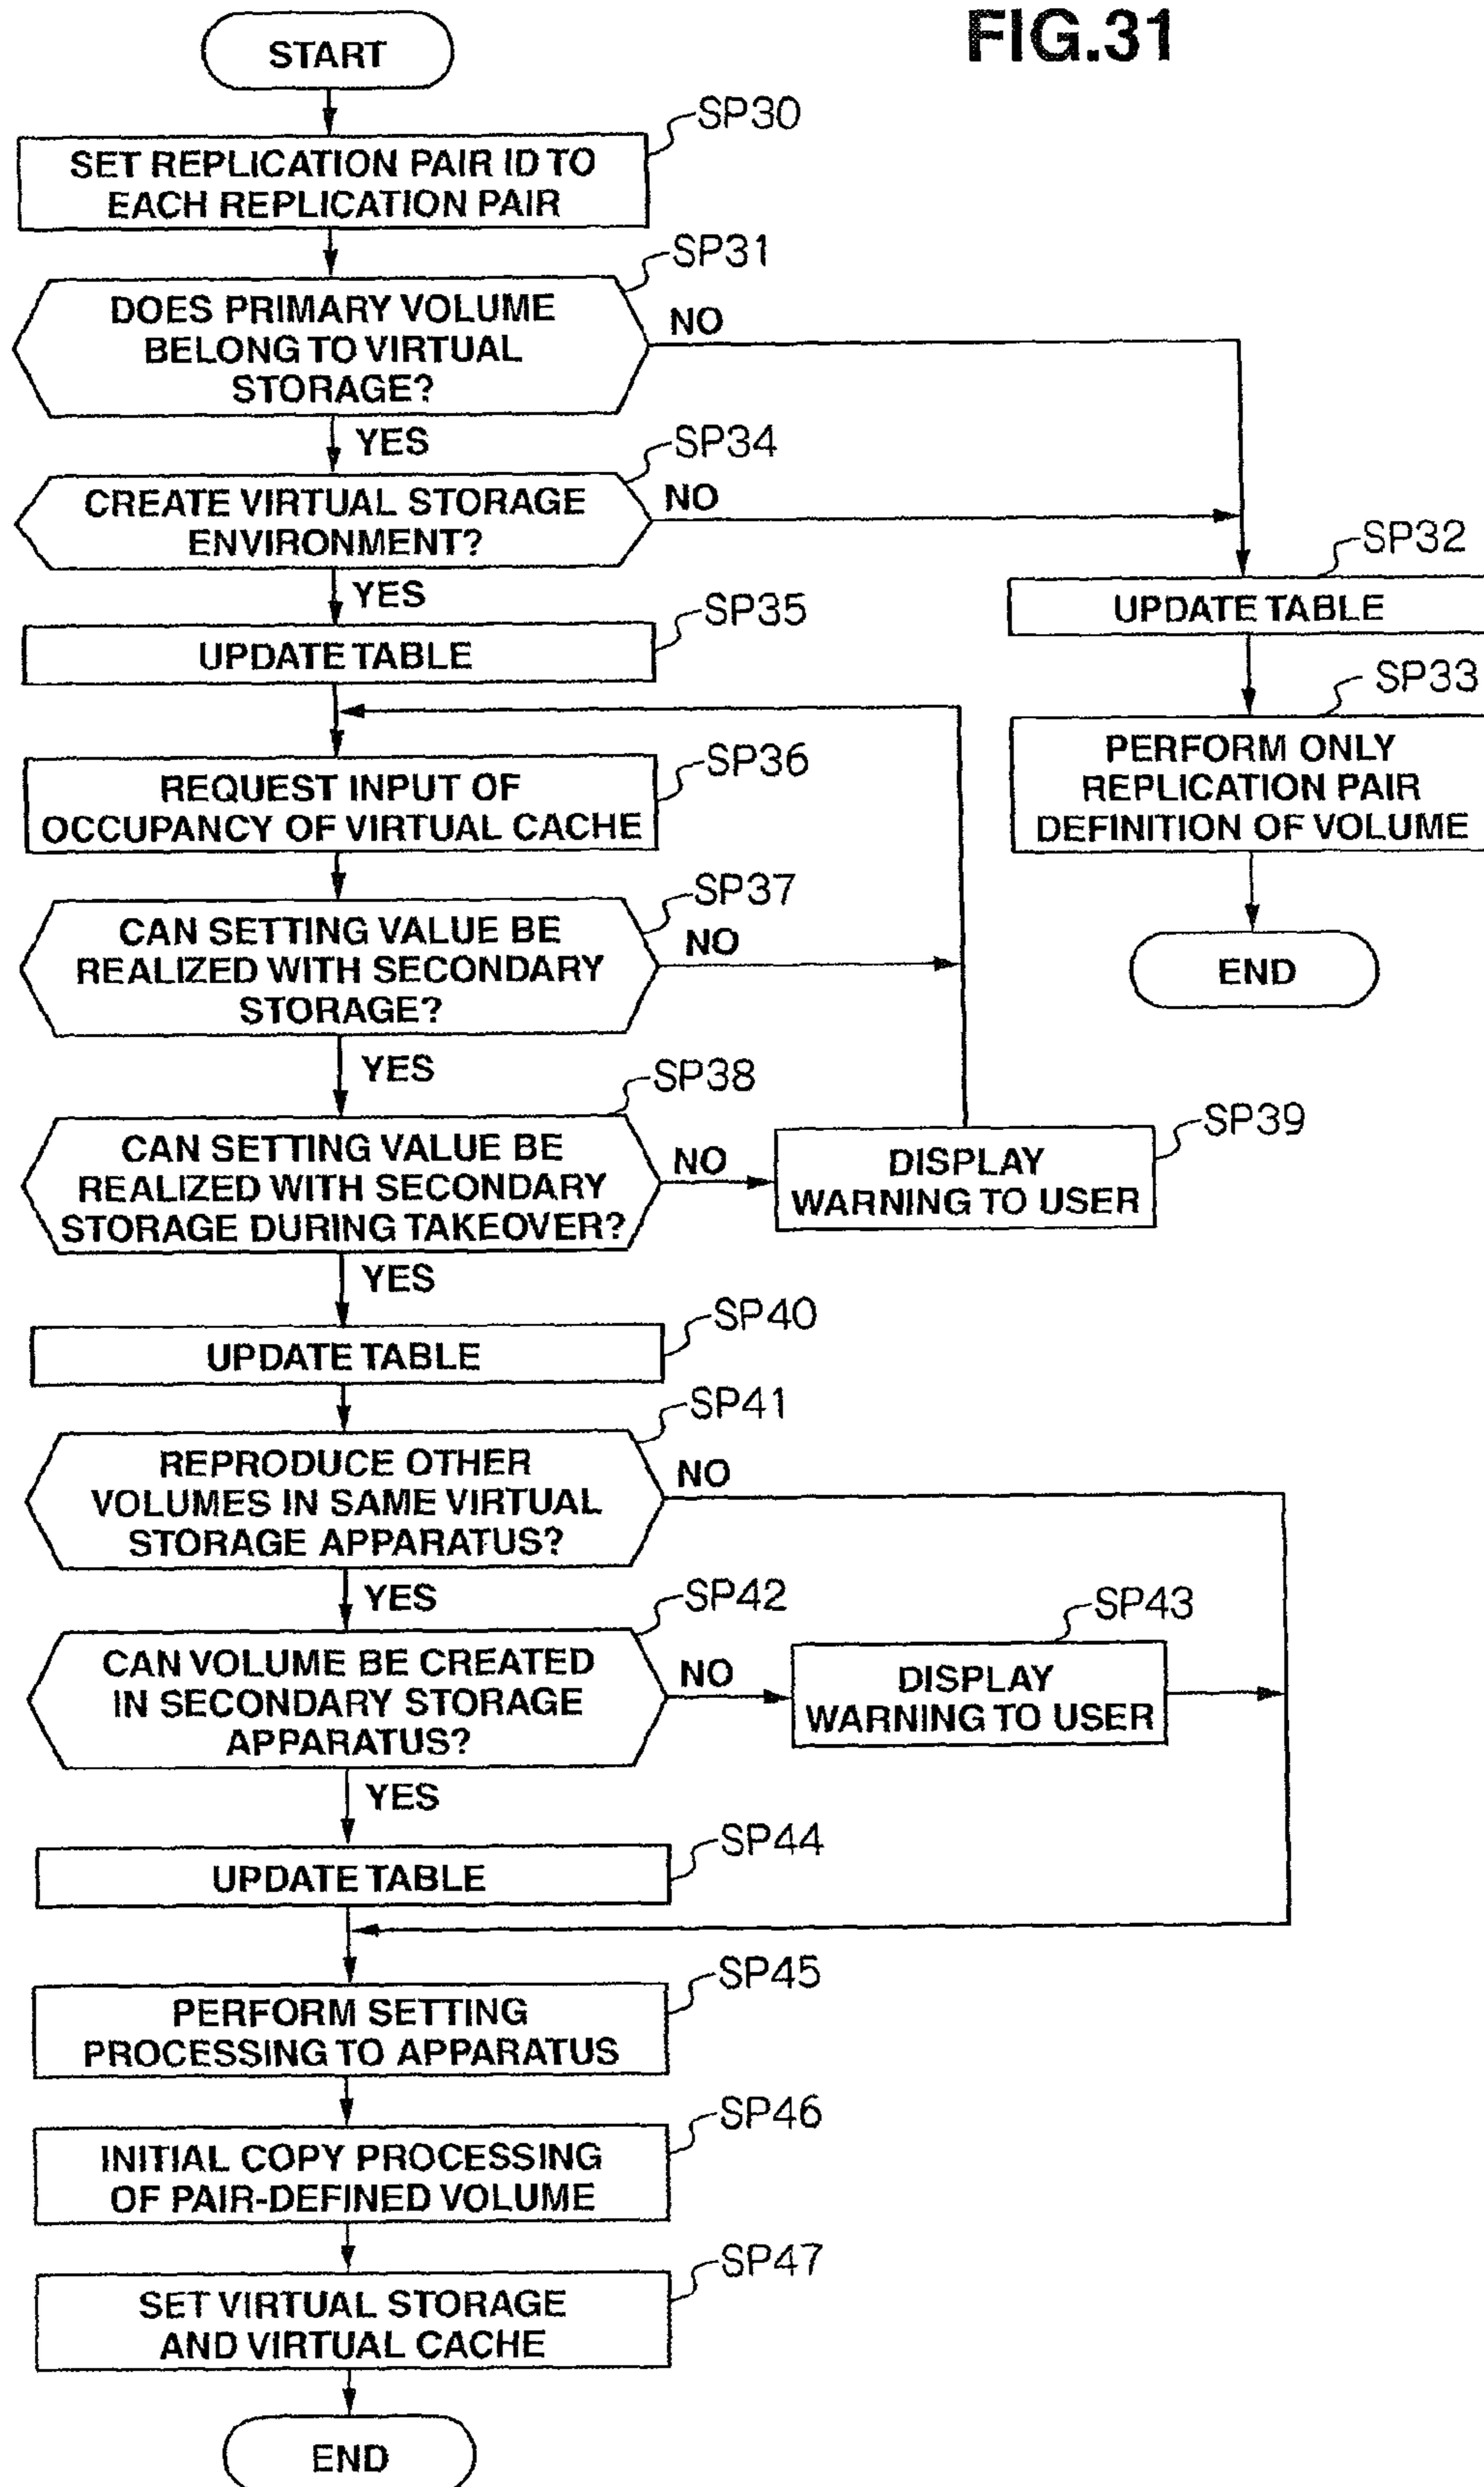 FIG.31
START
SP30
SET REPLICATION PAIR ID TO
EACH REPLICATION PAIR
SP31
DOES PRIMARY VOLUME
BELONG TO VIRTUAL
STORAGE?
NO
YES
SP34
CREATE VIRTUAL STORAGE
ENVIRONMENT?
NO
YES
SP32
UPDATE TABLE
SP35
UPDATE TABLE
SP33
PERFORM ONLY
REPLICATION PAIR
DEFINITION OF VOLUME
END
SP36
REQUEST INPUT OF
OCCUPANCY OF VIRTUAL CACHE
SP37
CAN SETTING VALUE BE
REALIZED WITH SECONDARY
STORAGE?
NO
YES
SP38
CAN SETTING VALUE BE
REALIZED WITH SECONDARY
STORAGE DURING TAKEOVER?
NO
SP39
DISPLAY
WARNING TO USER
YES
SP40
UPDATE TABLE
SP41
REPRODUCE OTHER
VOLUMES IN SAME VIRTUAL
STORAGE APPARATUS?
NO
YES
SP42
CAN VOLUME BE CREATED
IN SECONDARY STORAGE
APPARATUS?
NO
SP43
DISPLAY
WARNING TO USER
YES
SP44
UPDATE TABLE
SP45
PERFORM SETTING
PROCESSING TO APPARATUS
SP46
INITIAL COPY PROCESSING
OF PAIR-DEFINED VOLUME
SP47
SET VIRTUAL STORAGE
AND VIRTUAL CACHE
END